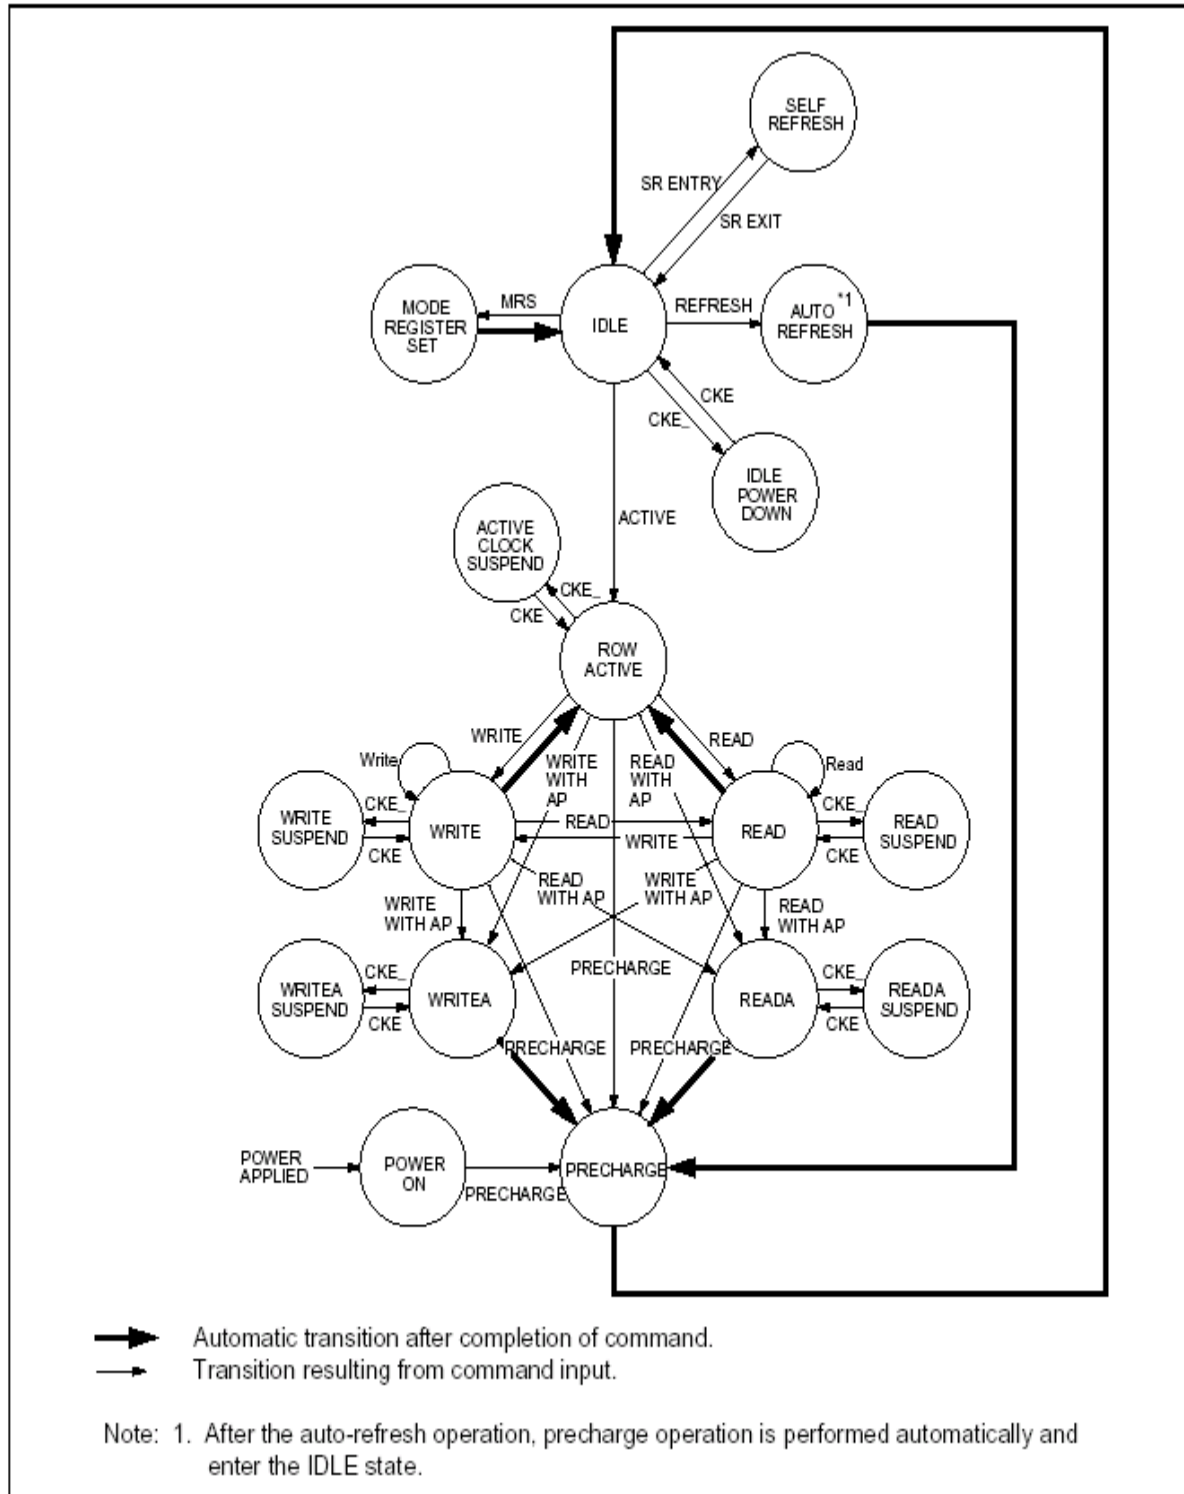 SELF
REFRESH
SR ENTRY
SR EXIT
MODE
REGISTER
SET
MRS
IDLE
REFRESH
AUTO *1
REFRESH
CKE
CKE_
IDLE
POWER
DOWN
ACTIVE
CLOCK
SUSPEND
ACTIVE
CKE_
CKE
ROW
ACTIVE
WRITE
WRITE
WITH
AP
READ
WITH
AP
READ
Write
Read
WRITE
SUSPEND
CKE_
CKE
WRITE
READ
WRITE
READ
CKE_
CKE
READ
SUSPEND
WRITE
WITH AP
READ
WITH AP
WRITE
WITH AP
READ
WITH AP
WRITEA
SUSPEND
CKE_
CKE
WRITEA
PRECHARGE
READA
CKE_
CKE
READA
SUSPEND
PRECHARGE
PRECHARGE
POWER
APPLIED
POWER
ON
PRECHARGE
PRECHARGE
Automatic transition after completion of command.
Transition resulting from command input.
Note: 1. After the auto-refresh operation, precharge operation is performed automatically and
enter the IDLE state.